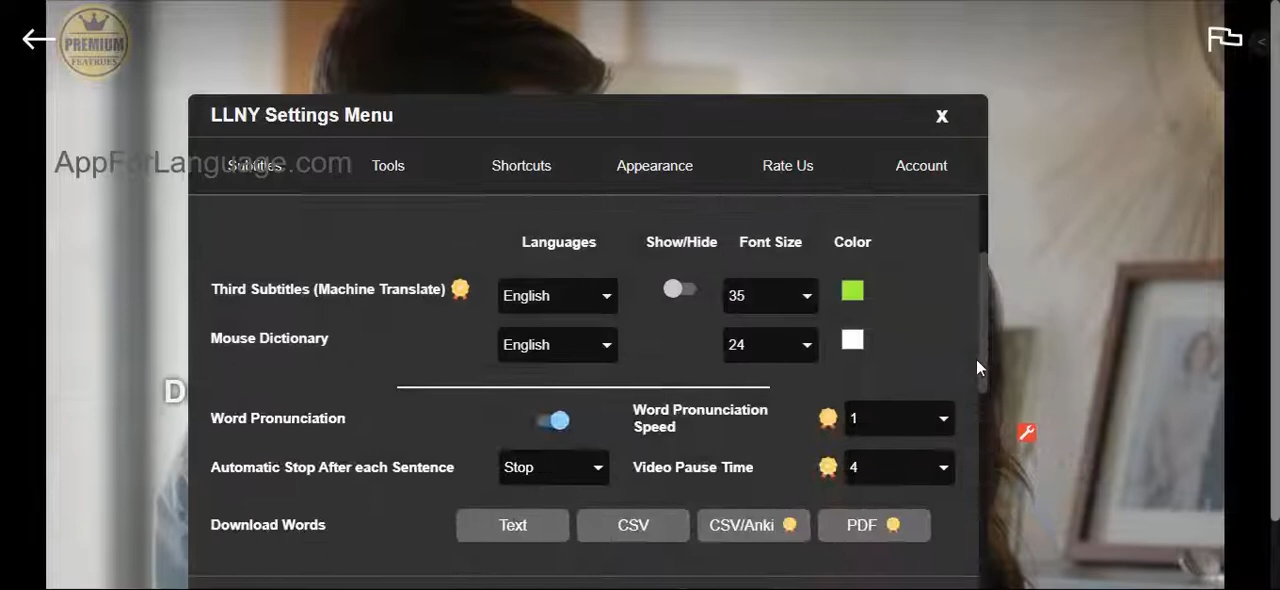 PREMIUM
FEATRUES
<
LLNY Settings Menu
X
AppForLanguage.com
Subtitles
Tools
Shortcuts
Appearance
Rate Us
Account
Languages
Show/Hide
Font Size
Color
Third Subtitles (Machine Translate)
English
35
Mouse Dictionary
English
24
D
Word Pronunciation
Word Pronunciation
Speed
1
Automatic Stop After each Sentence
Stop
Video Pause Time
4
Download Words
Text
CSV
CSV/Anki
PDF